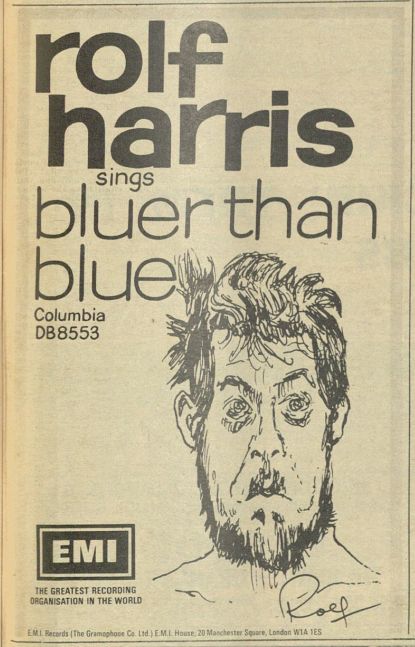 rolf
harris
sings
bluer than
blue
Columbia
DB8553
EMI
THE GREATEST RECORDING
ORGANISATION IN THE WORLD
Rolf
E.M.I. Records (The Gramophone Co. Ltd.) E.M.I. House, 20 Manchester Square, London W1A 1ES